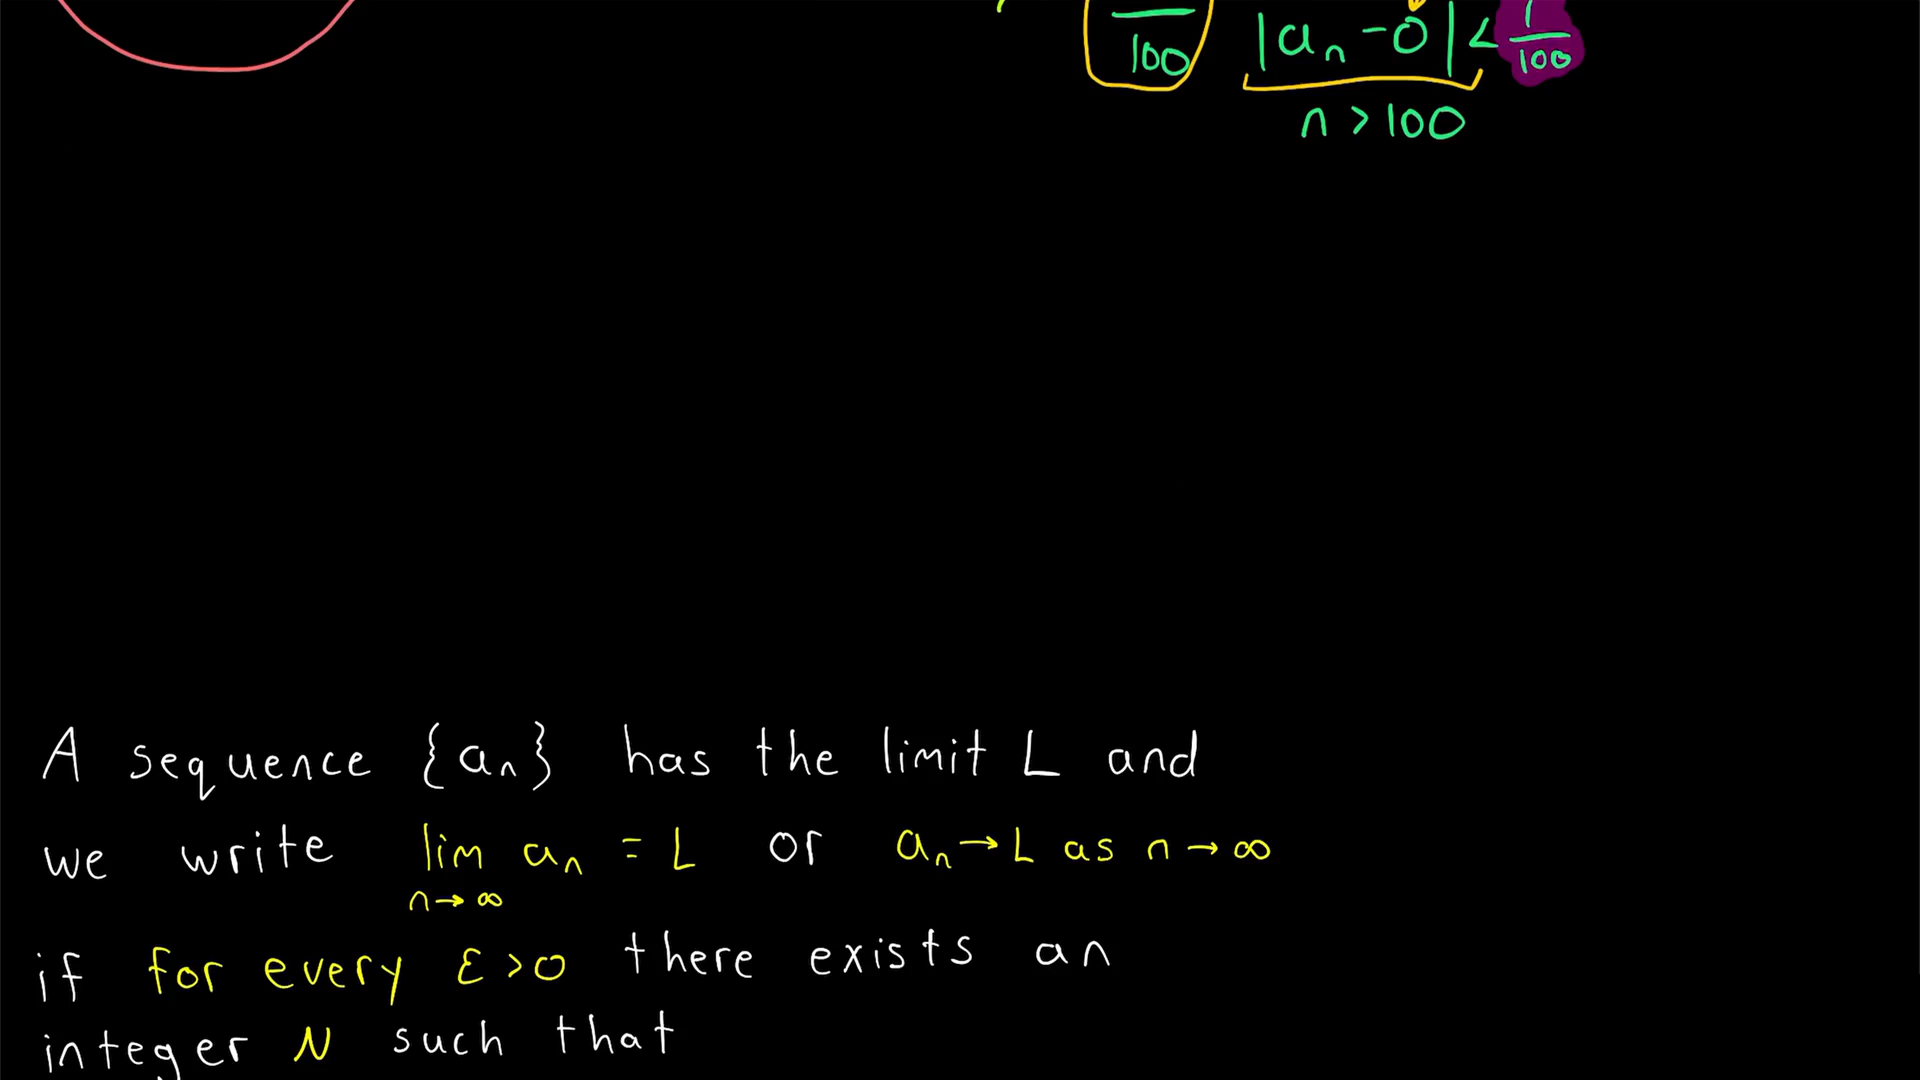 100 |aₙ - 0| < 1/100
n > 100
A sequence {aₙ} has the limit L and
we write lim aₙ = L or aₙ → L as n → ∞
n → ∞
if for every ε > 0 there exists an
integer N such that